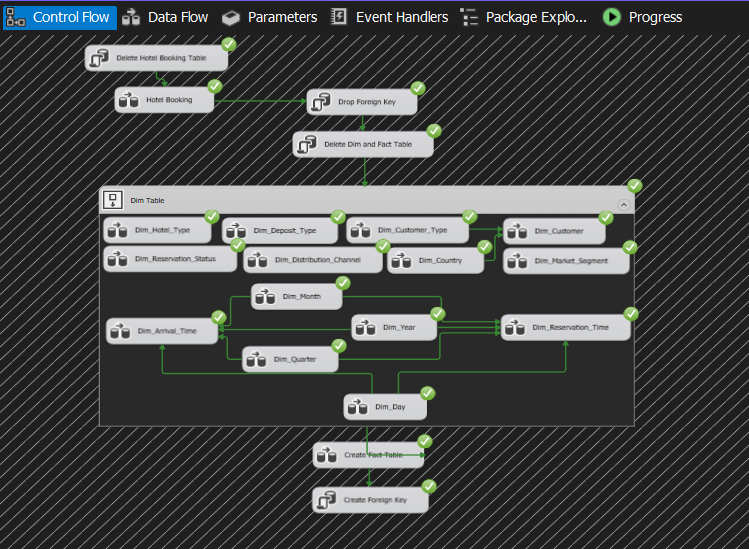 Control Flow
Data Flow
Parameters
Event Handlers
Package Explo...
Progress
Delete Hotel Booking Table
Hotel Booking
Drop Foreign Key
Delete Dim and Fact Table
Dim Table
Dim_Hotel_Type
Dim_Deposit_Type
Dim_Customer_Type
Dim_Customer
Dim_Reservation_Status
Dim_Distribution_Channel
Dim_Country
Dim_Market_Segment
Dim_Month
Dim_Arrival_Time
Dim_Year
Dim_Reservation_Time
Dim_Quarter
Dim_Day
Create Fact Table
Create Foreign Key